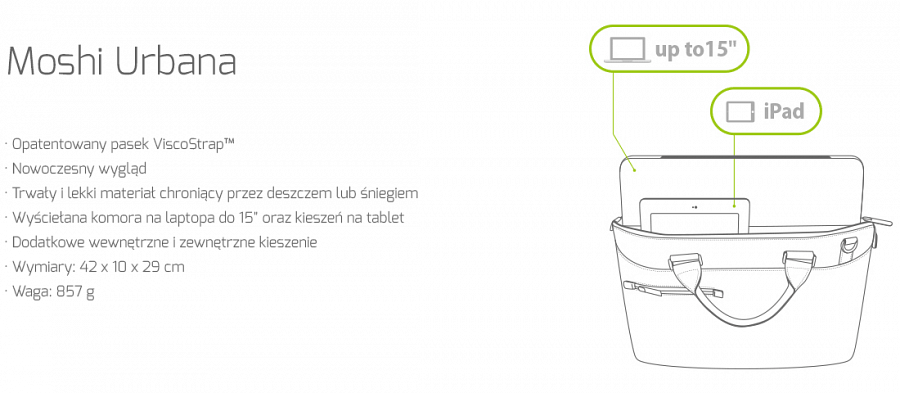 Moshi Urbana
· Opatentowany pasek ViscoStrap™
· Nowoczesny wygląd
· Trwały i lekki materiał chroniący przez deszczem lub śniegiem
· Wyściełana komora na laptopa do 15" oraz kieszeń na tablet
· Dodatkowe wewnętrzne i zewnętrzne kieszenie
· Wymiary: 42 x 10 x 29 cm
· Waga: 857 g
up to15"
iPad